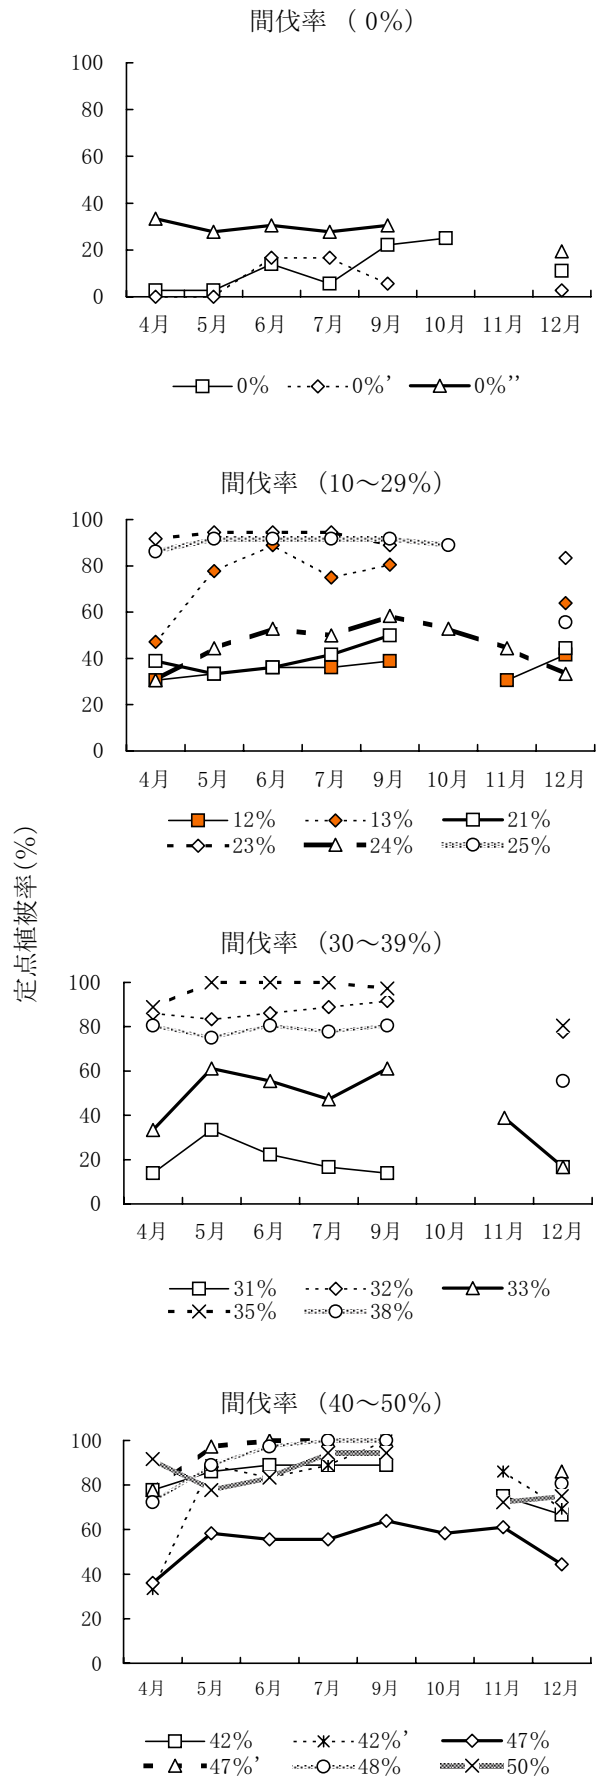 間伐率 （ 0%）
100
80
60
40
20
0
4月 5月 6月 7月 9月 10月 11月 12月
0% 0%’ 0%’’
間伐率 （10～29%）
100
80
60
40
20
0
4月 5月 6月 7月 9月 10月 11月 12月
12% 13% 21%
23% 24% 25%
定点植被率(%)
間伐率 （30～39%）
100
80
60
40
20
0
4月 5月 6月 7月 9月 10月 11月 12月
31% 32% 33%
35% 38%
間伐率 （40～50%）
100
80
60
40
20
0
4月 5月 6月 7月 9月 10月 11月 12月
42% 42%’ 47%
47%’ 48% 50%